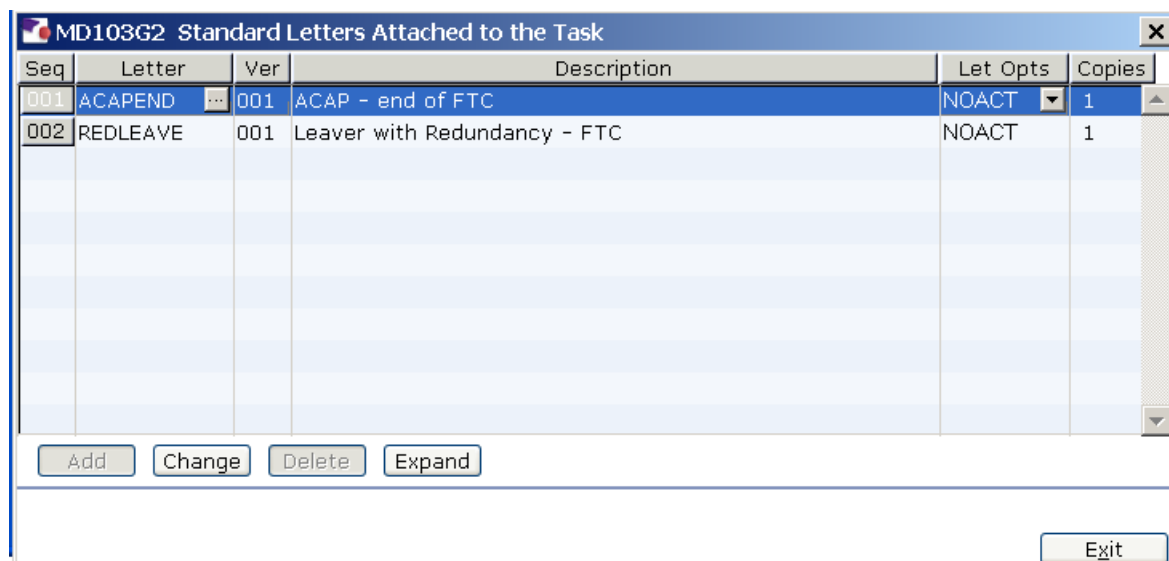 MD103G2 Standard Letters Attached to the Task
Seq Letter Ver Description Let Opts Copies
001 ACAPEND ... 001 ACAP - end of FTC NOACT 1
002 REDLEAVE 001 Leaver with Redundancy - FTC NOACT 1
Add Change Delete Expand
Exit